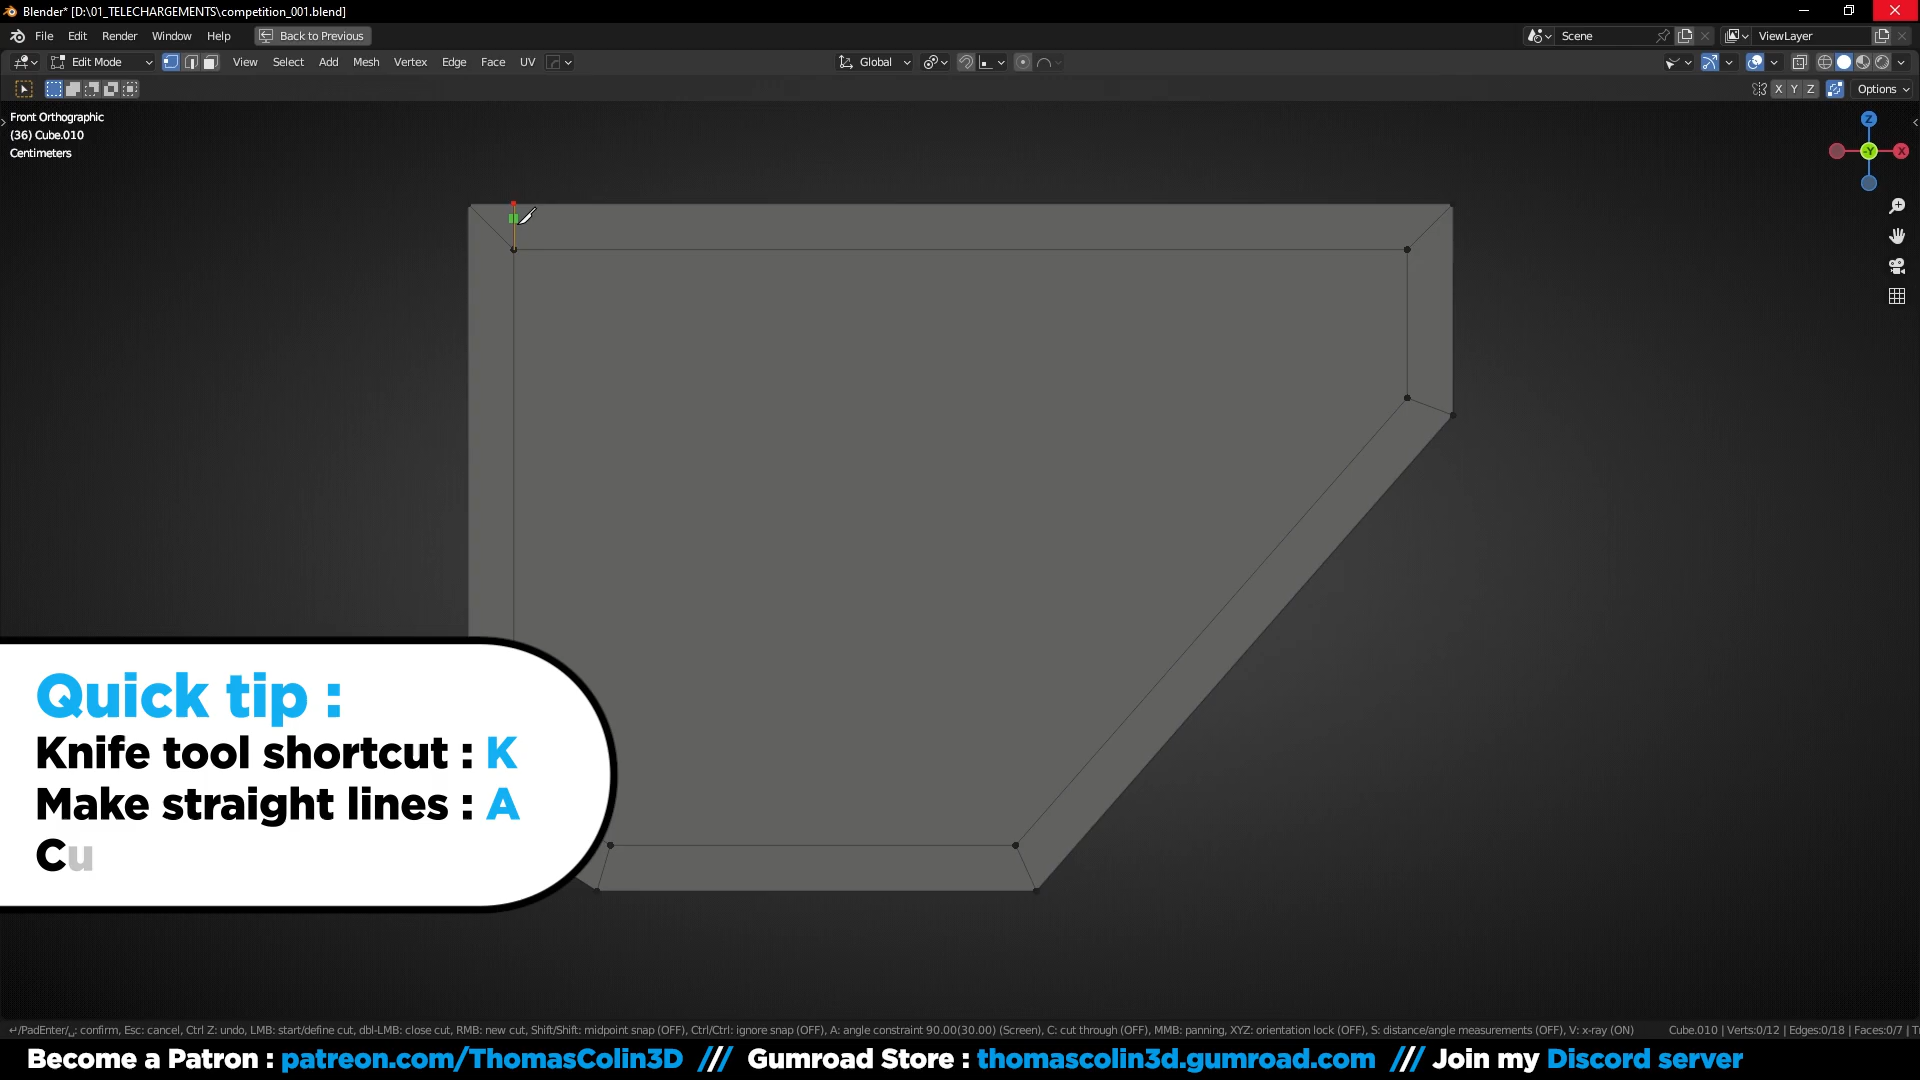 Blender* [D:\01_TELECHARGEMENTS\competition_001.blend]
File Edit Render Window Help Back to Previous Scene ViewLayer
Edit Mode View Select Add Mesh Vertex Edge Face UV Global
X Y Z Options
Front Orthographic
(36) Cube.010
Centimeters
Z
-Y X
Quick tip :
Knife tool shortcut : K
Make straight lines : A
Cu
↵/PadEnter/␣: confirm, Esc: cancel, Ctrl Z: undo, LMB: start/define cut, dbl-LMB: close cut, RMB: new cut, Shift/Shift: midpoint snap (OFF), Ctrl/Ctrl: ignore snap (OFF), A: angle constraint 90.00(30.00) (Screen), C: cut through (OFF), MMB: panning, XYZ: orientation lock (OFF), S: distance/angle measurements (OFF), V: x-ray (ON) Cube.010 | Verts:0/12 | Edges:0/18 | Faces:0/7 | T
Become a Patron : patreon.com/ThomasColin3D /// Gumroad Store : thomascolin3d.gumroad.com /// Join my Discord server